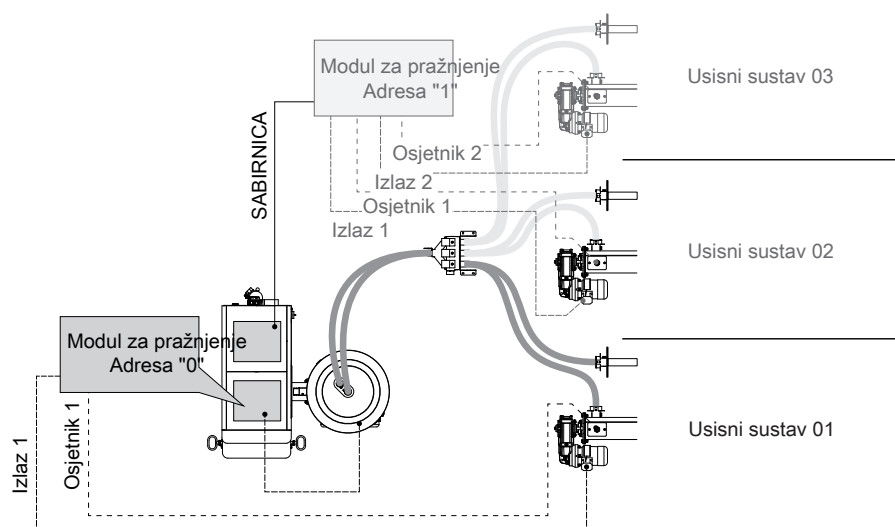 Modul za pražnjenje
Adresa "1"
Usisni sustav 03
SABIRNICA
Osjetnik 2
Izlaz 2
Osjetnik 1
Izlaz 1
Usisni sustav 02
Modul za pražnjenje
Adresa "0"
Usisni sustav 01
Izlaz 1
Osjetnik 1